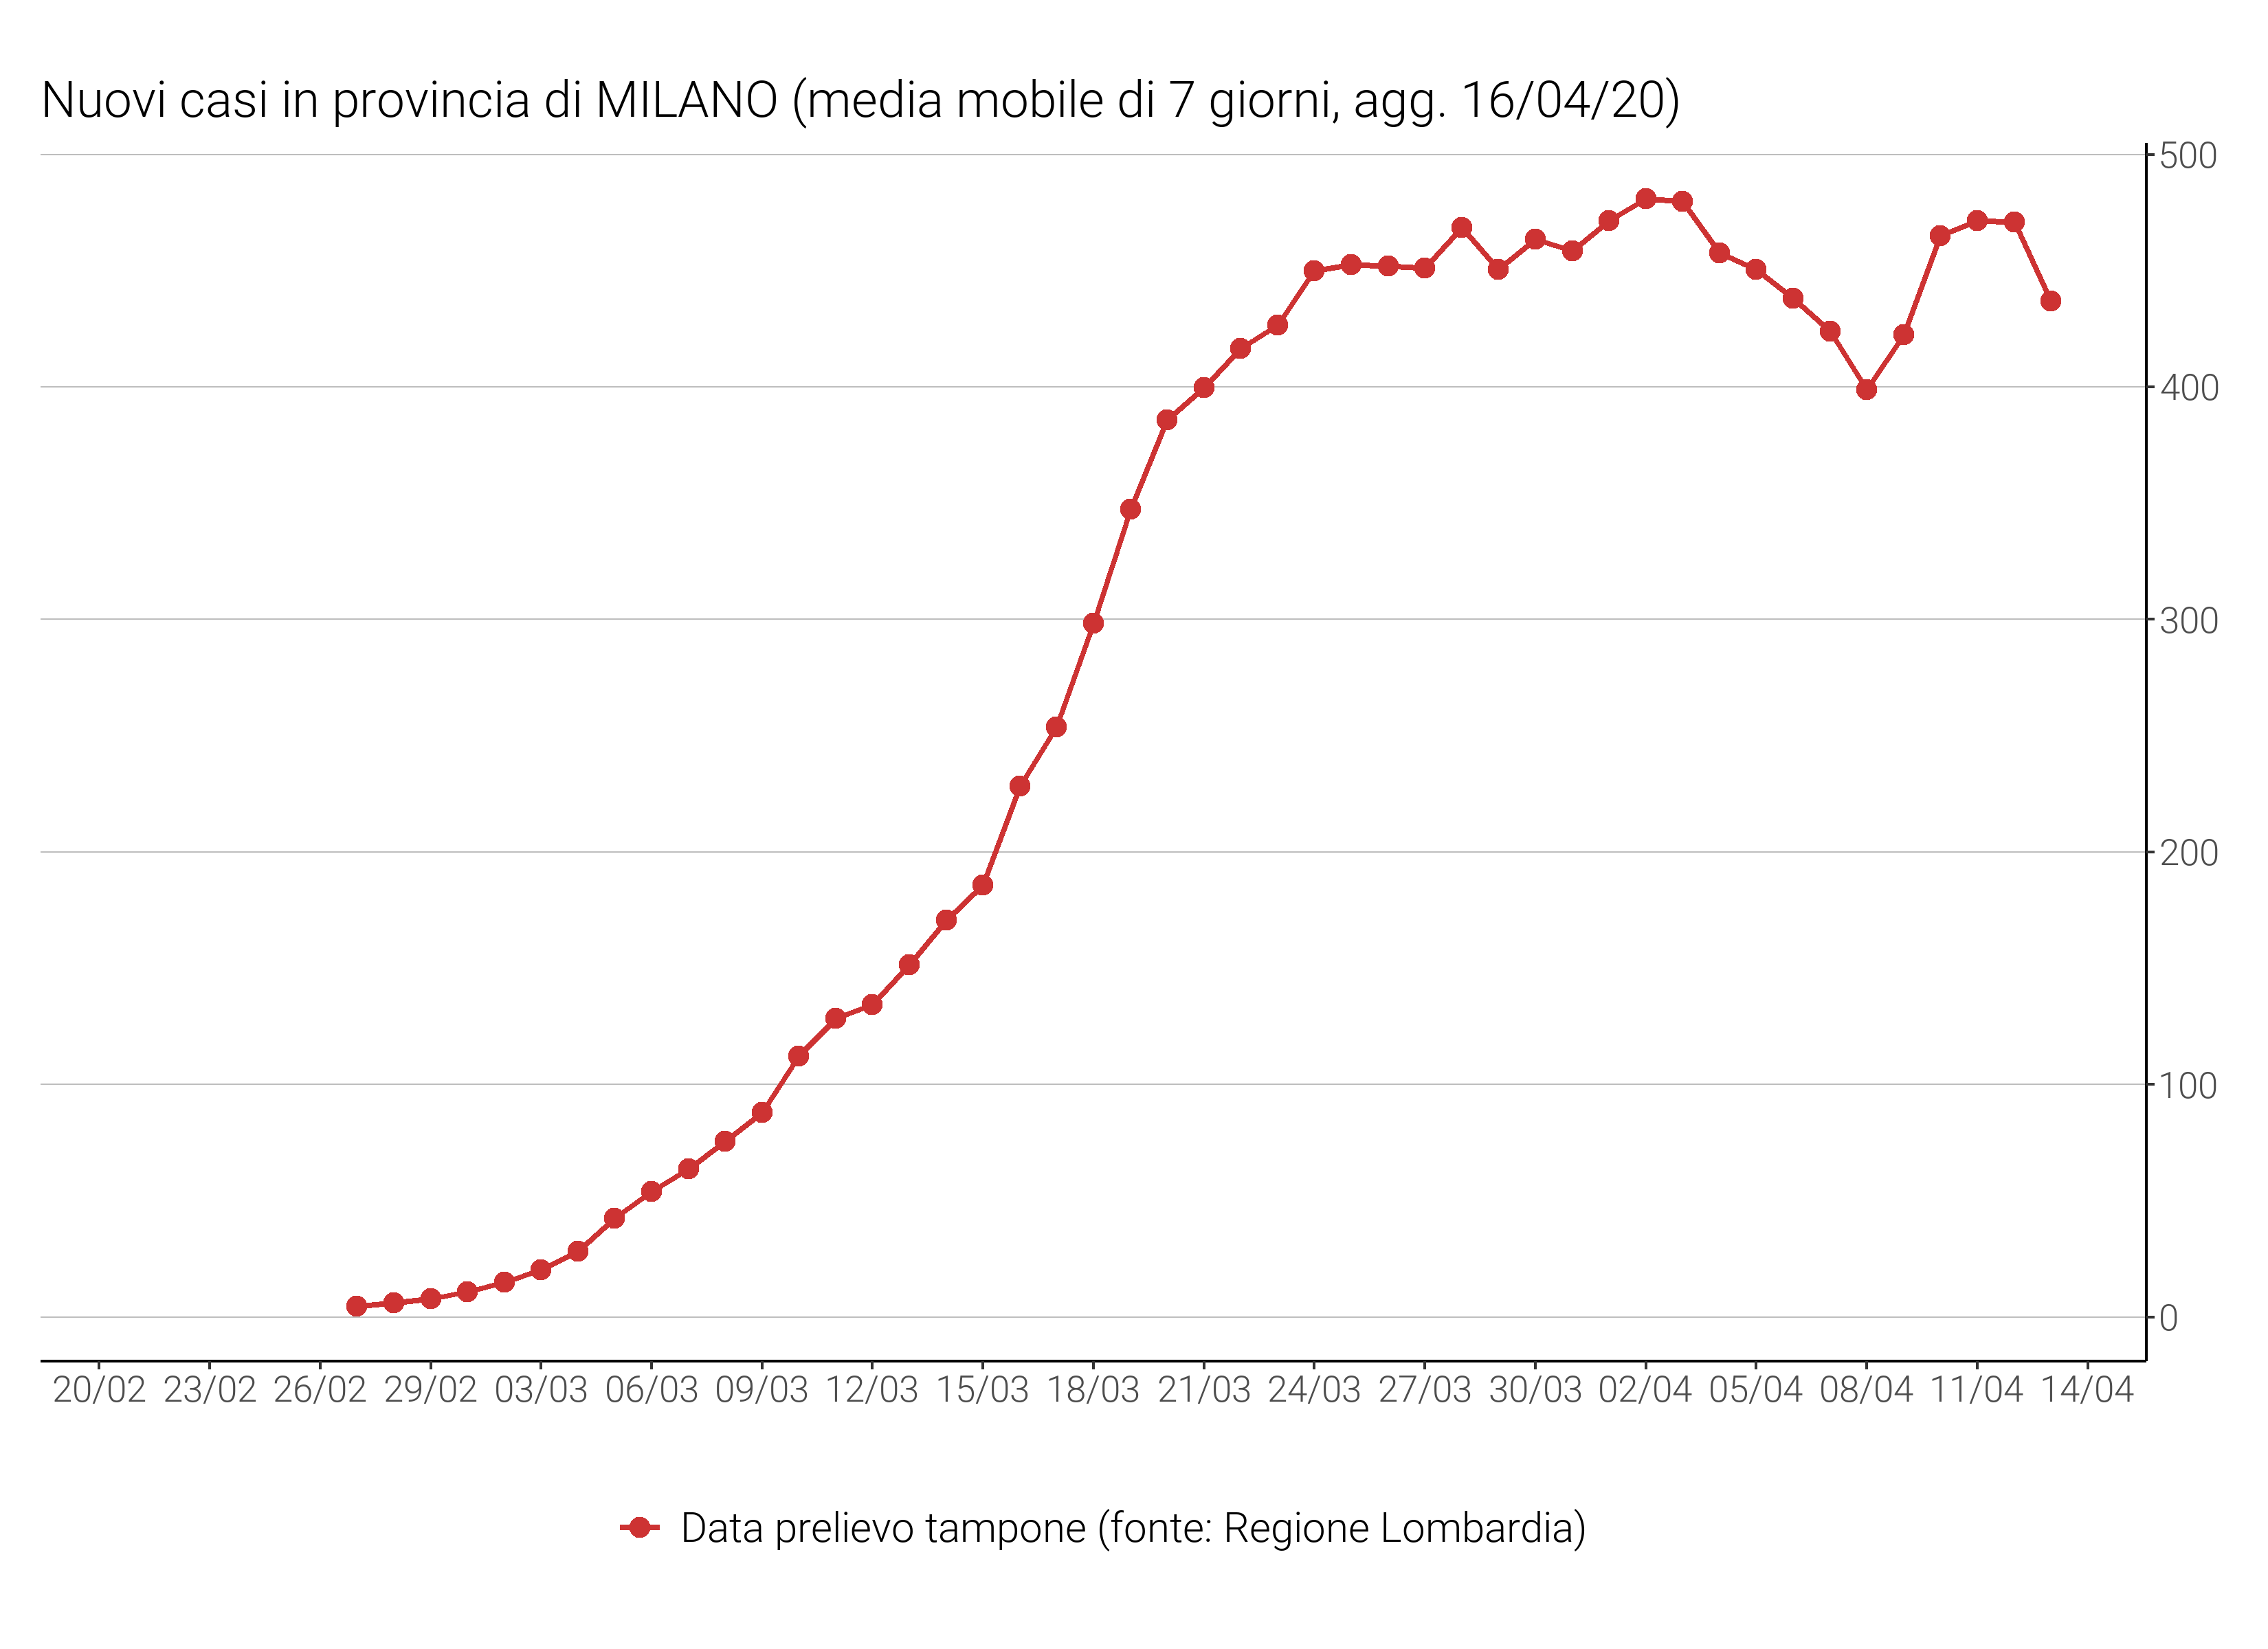 Nuovi casi in provincia di MILANO (media mobile di 7 giorni, agg. 16/04/20)
500
400
300
200
100
0
20/02 23/02 26/02 29/02 03/03 06/03 09/03 12/03 15/03 18/03 21/03 24/03 27/03 30/03 02/04 05/04 08/04 11/04 14/04
Data prelievo tampone (fonte: Regione Lombardia)